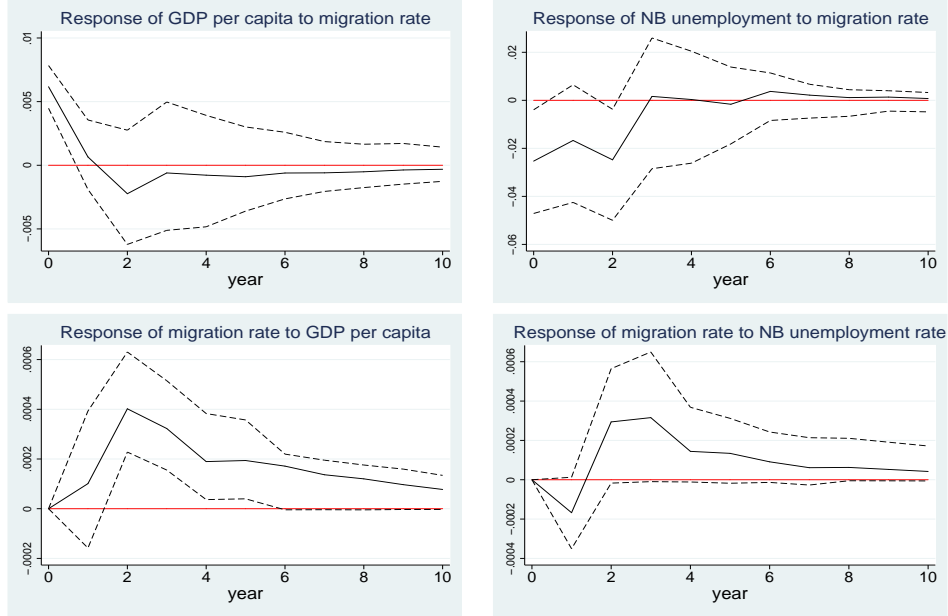 Response of GDP per capita to migration rate
.01
.005
0
-.005
0 2 4 6 8 10
year
Response of NB unemployment to migration rate
.02
0
-.02
-.04
-.06
0 2 4 6 8 10
year
Response of migration rate to GDP per capita
.0006
.0004
.0002
0
-.0002
0 2 4 6 8 10
year
Response of migration rate to NB unemployment rate
.0006
.0004
.0002
0
-.0002
-.0004
0 2 4 6 8 10
year